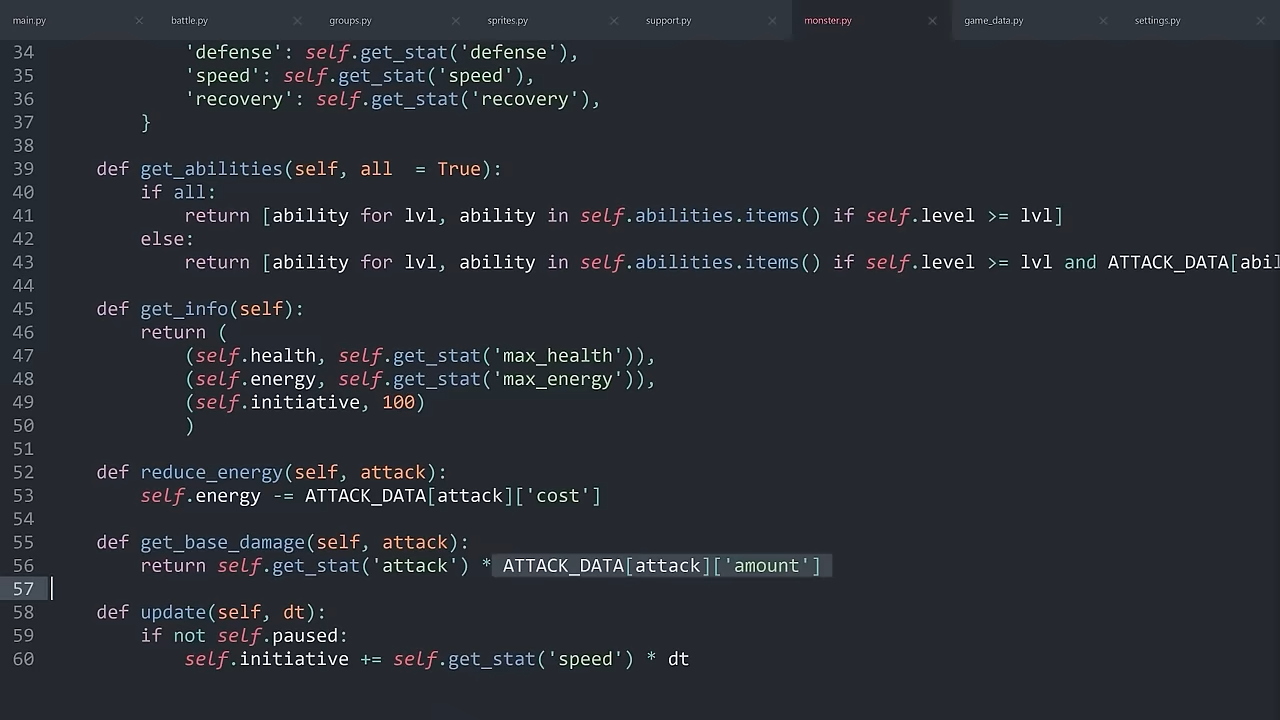 main.py × battle.py × groups.py × sprites.py × support.py × monster.py × game_data.py × settings.py ×
34 'defense': self.get_stat('defense'),
35 'speed': self.get_stat('speed'),
36 'recovery': self.get_stat('recovery'),
37 }
38
39 def get_abilities(self, all  = True):
40 if all:
41 return [ability for lvl, ability in self.abilities.items() if self.level >= lvl]
42 else:
43 return [ability for lvl, ability in self.abilities.items() if self.level >= lvl and ATTACK_DATA[abil
44
45 def get_info(self):
46 return (
47 (self.health, self.get_stat('max_health')),
48 (self.energy, self.get_stat('max_energy')),
49 (self.initiative, 100)
50 )
51
52 def reduce_energy(self, attack):
53 self.energy -= ATTACK_DATA[attack]['cost']
54
55 def get_base_damage(self, attack):
56 return self.get_stat('attack') * ATTACK_DATA[attack]['amount']
57
58 def update(self, dt):
59 if not self.paused:
60 self.initiative += self.get_stat('speed') * dt